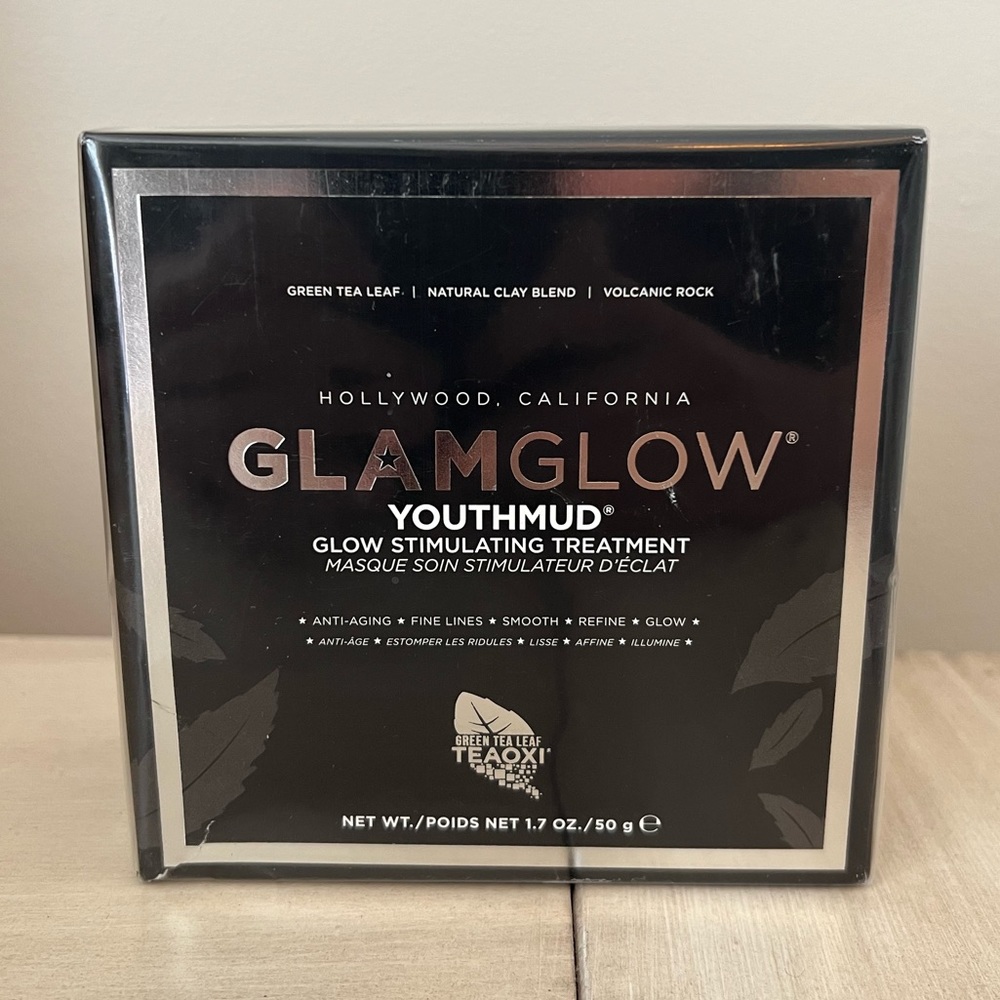 GREEN TEA LEAF | NATURAL CLAY BLEND | VOLCANIC ROCK
HOLLYWOOD, CALIFORNIA
GLAMGLOW®
YOUTHMUD®
GLOW STIMULATING TREATMENT
MASQUE SOIN STIMULATEUR D'ÉCLAT
★ ANTI-AGING ★ FINE LINES ★ SMOOTH ★ REFINE ★ GLOW ★
★ ANTI-ÂGE ★ ESTOMPER LES RIDULES ★ LISSE ★ AFFINE ★ ILLUMINE ★
GREEN TEA LEAF
TEAOXI
NET WT./POIDS NET 1.7 OZ./50 g ℮